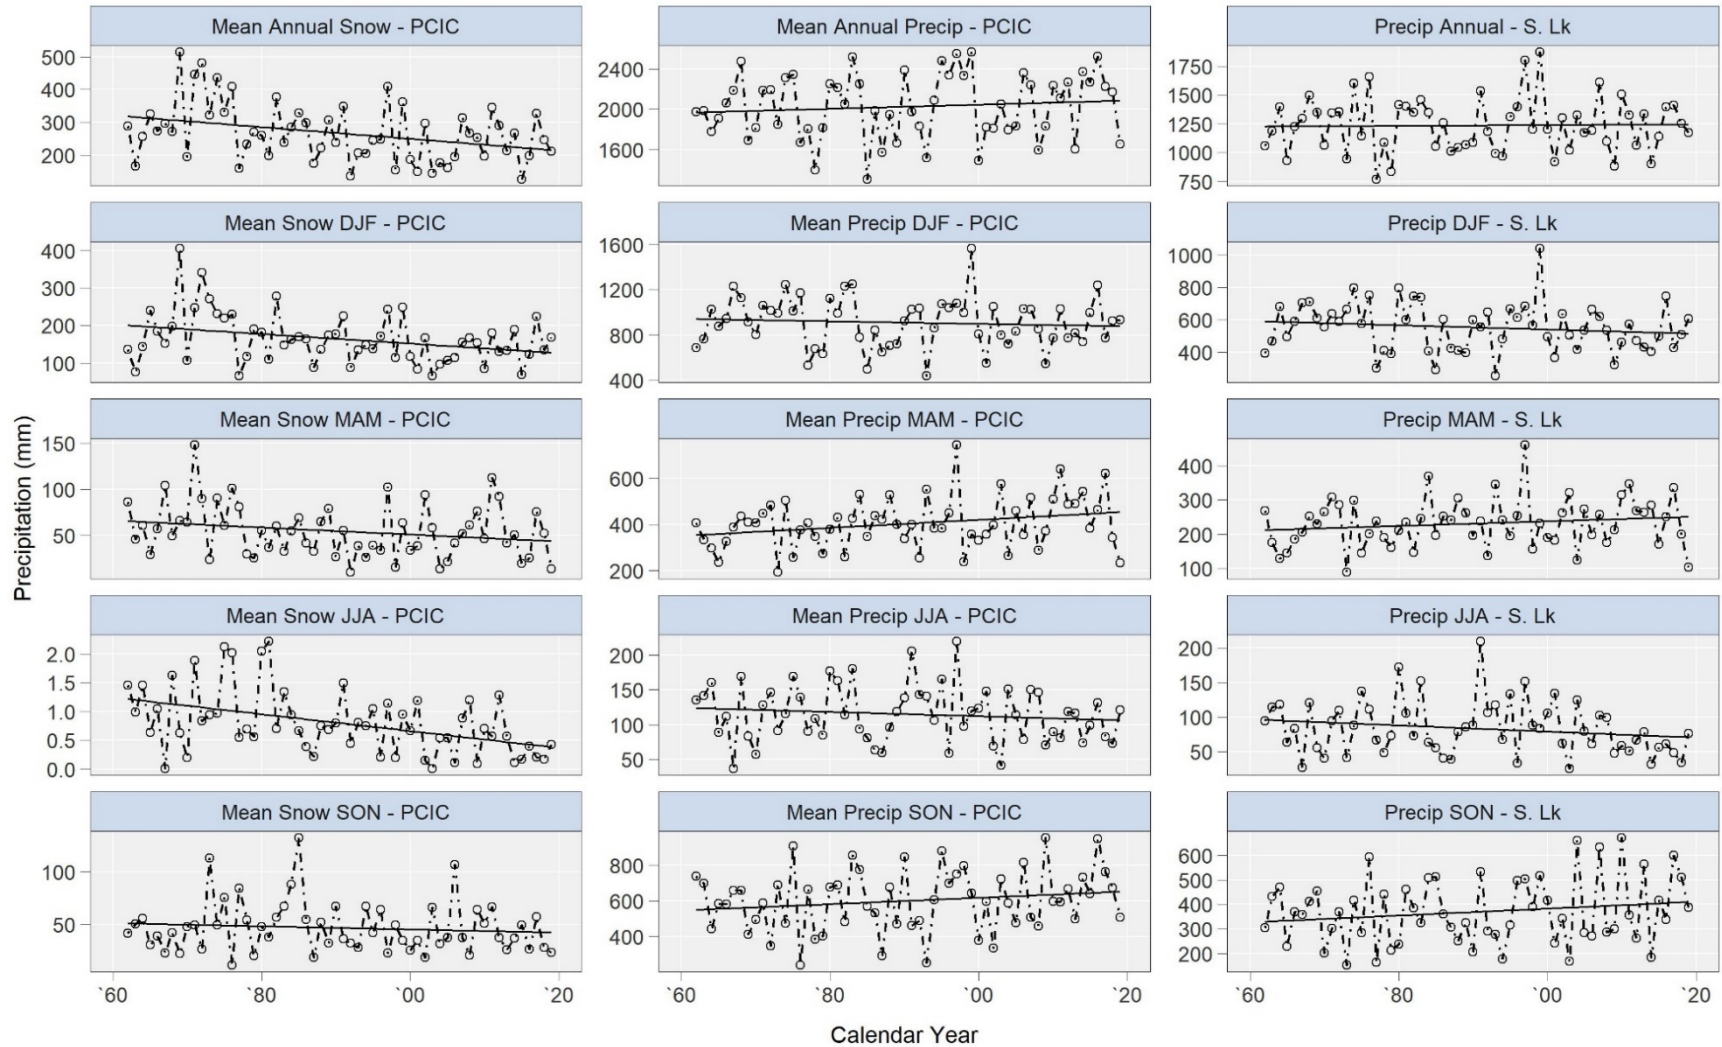 Mean Annual Snow - PCIC
Mean Annual Precip - PCIC
Precip Annual - S. Lk
500
400
300
200
2400
2000
1600
1750
1500
1250
1000
750
Mean Snow DJF - PCIC
Mean Precip DJF - PCIC
Precip DJF - S. Lk
400
300
200
100
1600
1200
800
400
1000
800
600
400
Mean Snow MAM - PCIC
Mean Precip MAM - PCIC
Precip MAM - S. Lk
150
100
50
600
400
200
400
300
200
100
Mean Snow JJA - PCIC
Mean Precip JJA - PCIC
Precip JJA - S. Lk
2.0
1.5
1.0
0.5
0.0
200
150
100
50
200
150
100
50
Mean Snow SON - PCIC
Mean Precip SON - PCIC
Precip SON - S. Lk
100
50
800
600
400
600
500
400
300
200
`60 `80 `00 `20
`60 `80 `00 `20
`60 `80 `00 `20
Precipitation (mm)
Calendar Year